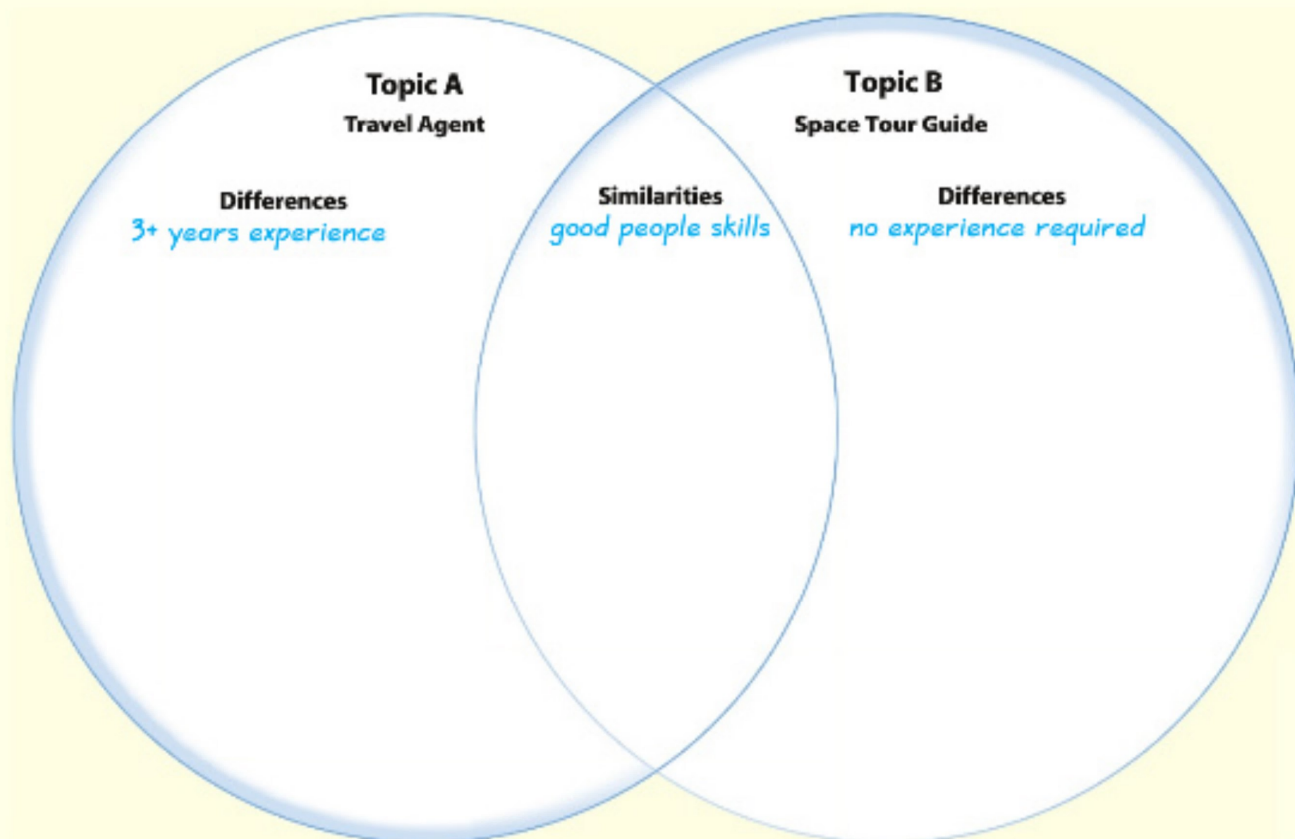 Topic A
Travel Agent
Differences
3+ years experience
Similarities
good people skills
Topic B
Space Tour Guide
Differences
no experience required